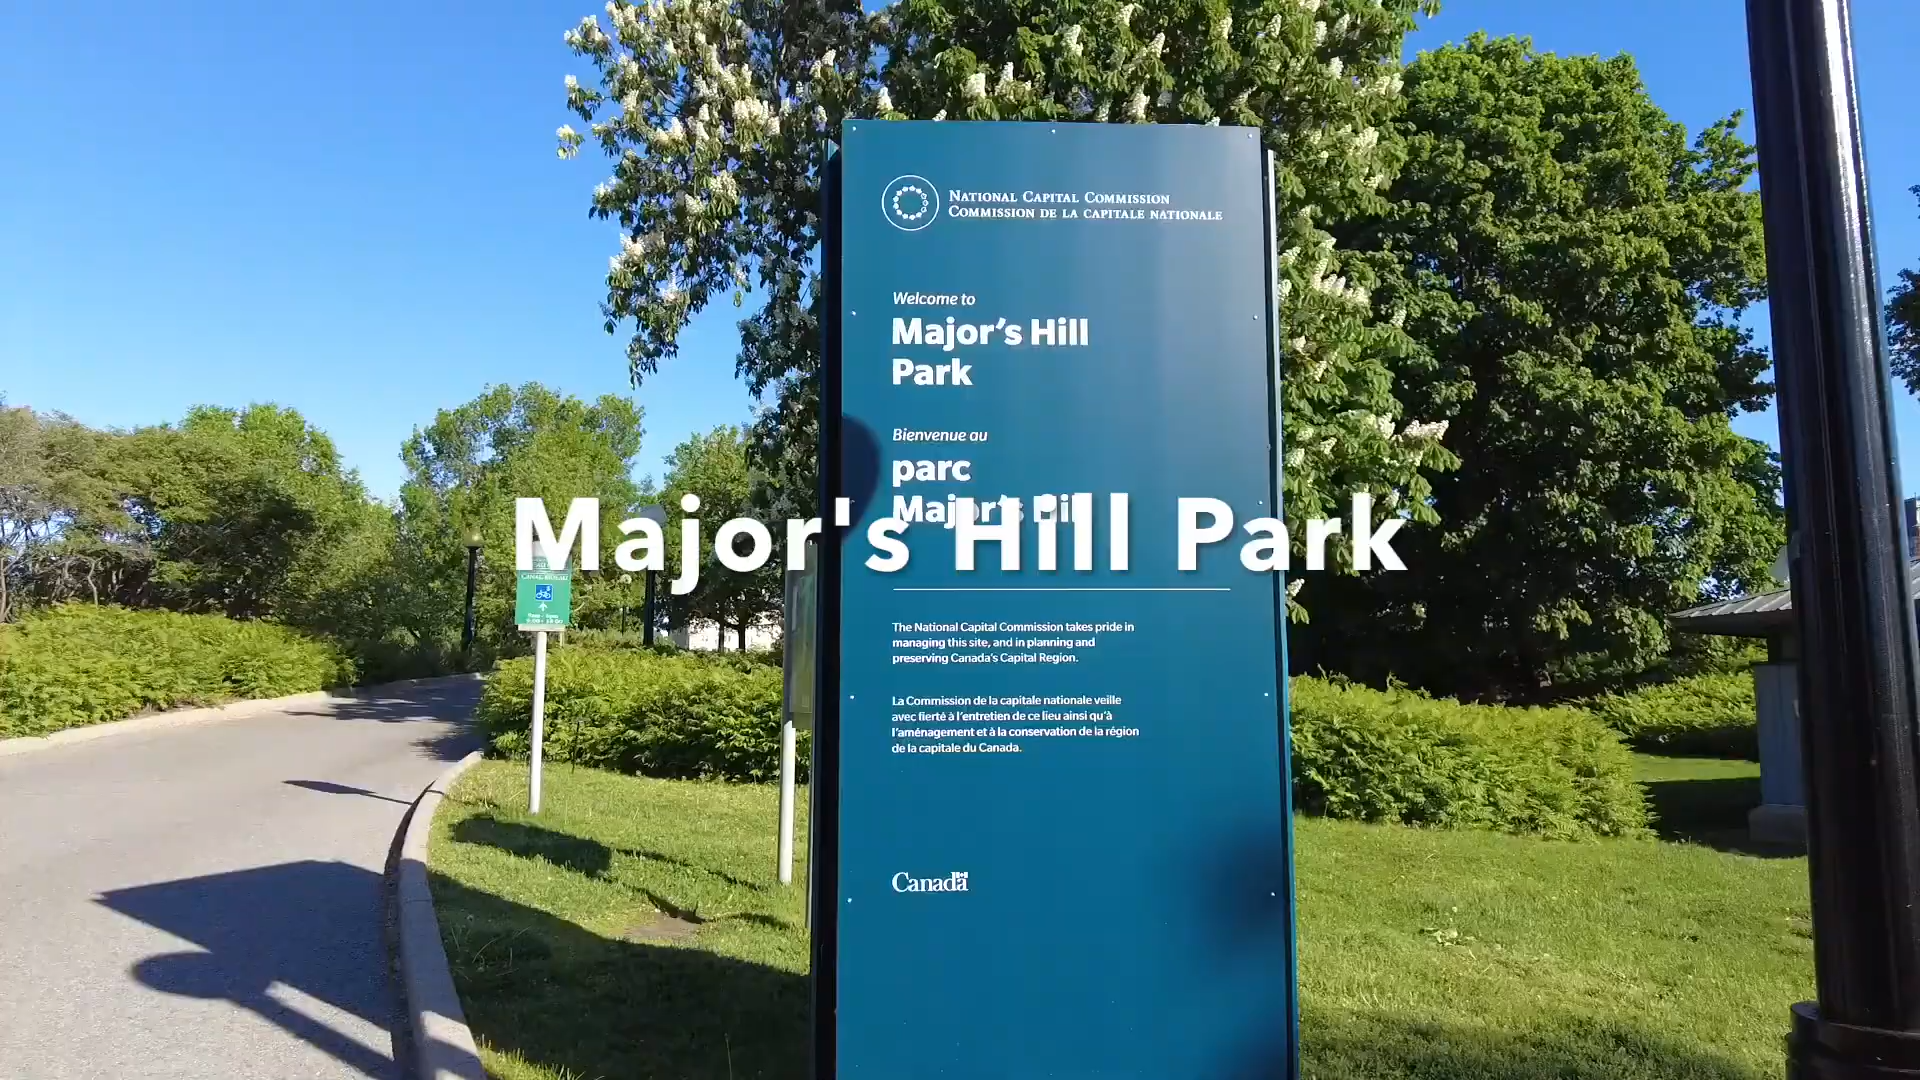 National Capital Commission
Commission de la capitale nationale
Welcome to
Major's Hill
Park
Bienvenue au
parc
Major's Hill
Major's Hill Park
The National Capital Commission takes pride in
managing this site, and in planning and
preserving Canada's Capital Region.
La Commission de la capitale nationale veille
avec fierté à l'entretien de ce lieu ainsi qu'à
l'aménagement et à la conservation de la région
de la capitale du Canada.
Canada